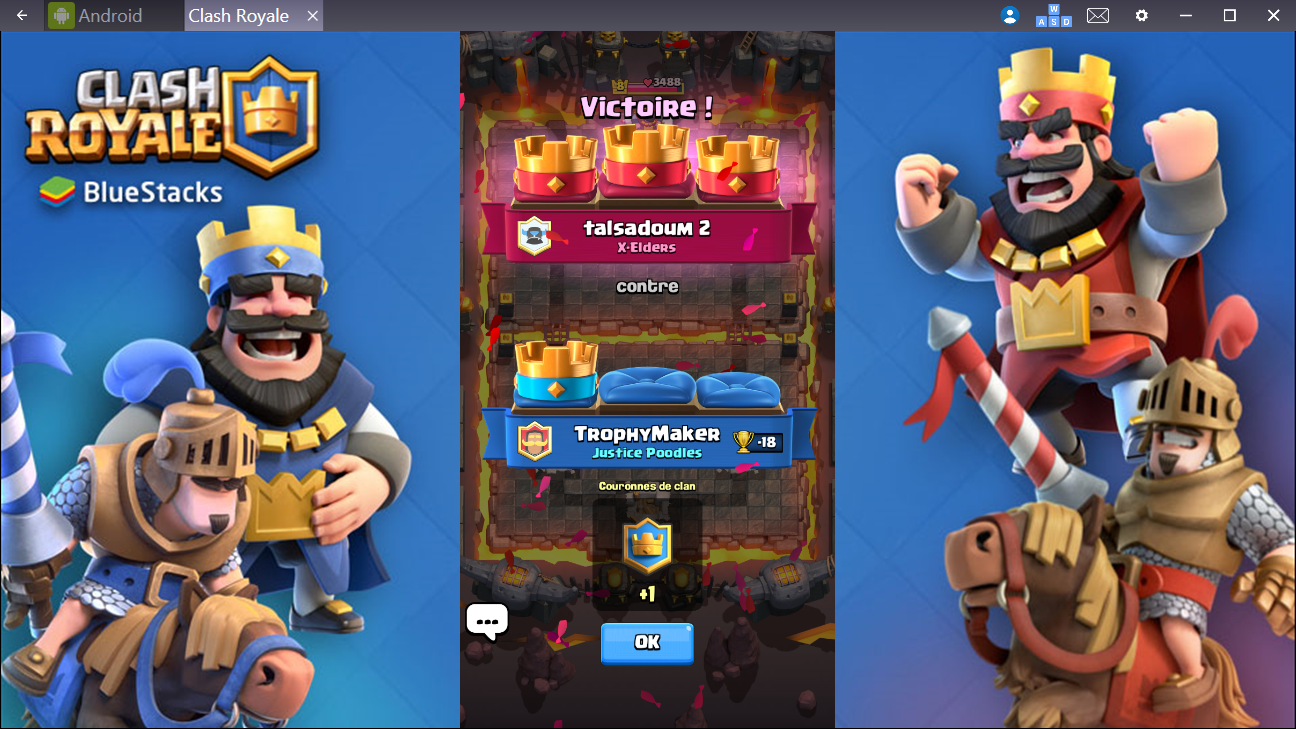 Android
Clash Royale
W
A S D
CLASH
ROYALE
BlueStacks
8
3488
Victoire !
talsadoum 2
X-Elders
contre
TrophyMaker
-18
Justice Poodles
Couronnes de clan
+1
OK